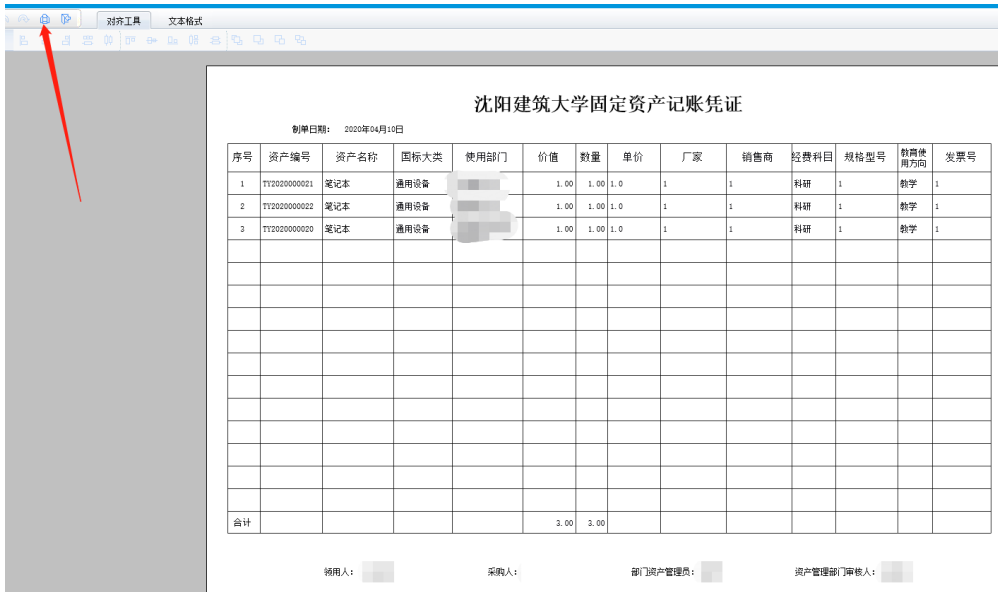 对齐工具 文本格式
沈阳建筑大学固定资产记账凭证
制单日期： 2020年04月10日
序号 资产编号 资产名称 国标大类 使用部门 价值 数量 单价 厂家 销售商 经费科目 规格型号 教育使用方向 发票号
1 TY2020000021 笔记本 通用设备 1.00 1.00 1.0 1 1 科研 1 教学 1
2 TY2020000022 笔记本 通用设备 1.00 1.00 1.0 1 1 科研 1 教学 1
3 TY2020000020 笔记本 通用设备 1.00 1.00 1.0 1 1 科研 1 教学 1
合计 3.00 3.00
领用人： 采购人： 部门资产管理员： 资产管理部门审核人：